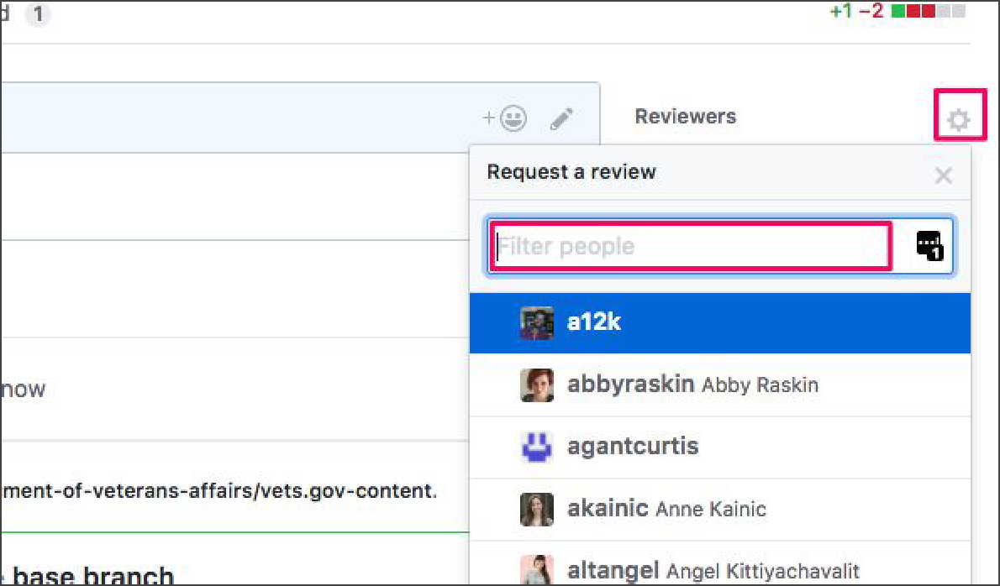 d 1
+1 −2
Reviewers
Request a review
Filter people
1
a12k
abbyraskin Abby Raskin
agantcurtis
now
ment-of-veterans-affairs/vets.gov-content.
akainic Anne Kainic
base branch
altangel Angel Kittiyachavalit